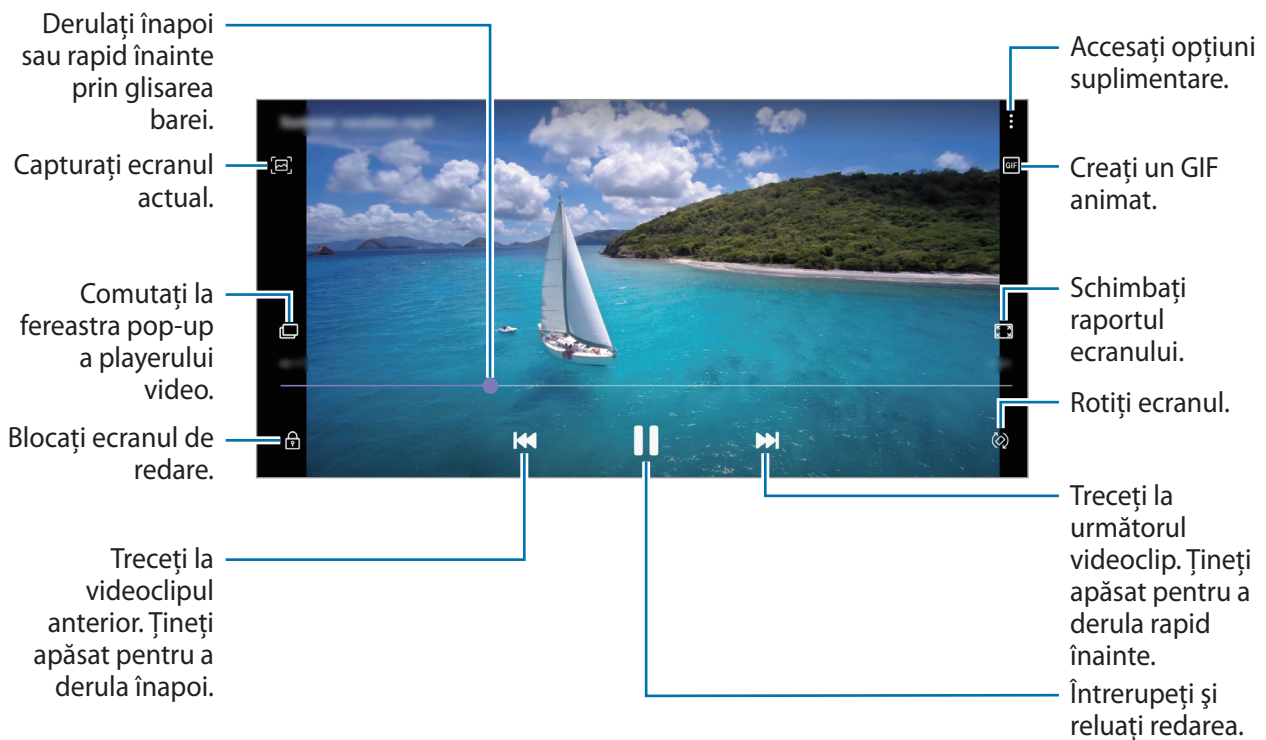 Derulați înapoi
sau rapid înainte
prin glisarea
barei.
Capturați ecranul
actual.
Comutați la
fereastra pop-up
a playerului
video.
Blocați ecranul de
redare.
Treceți la
videoclipul
anterior. Țineți
apăsat pentru a
derula înapoi.
Accesați opțiuni
suplimentare.
GIF
Creați un GIF
animat.
Schimbați
raportul
ecranului.
Rotiți ecranul.
Treceți la
următorul
videoclip. Țineți
apăsat pentru a
derula rapid
înainte.
Întrerupeți şi
reluați redarea.